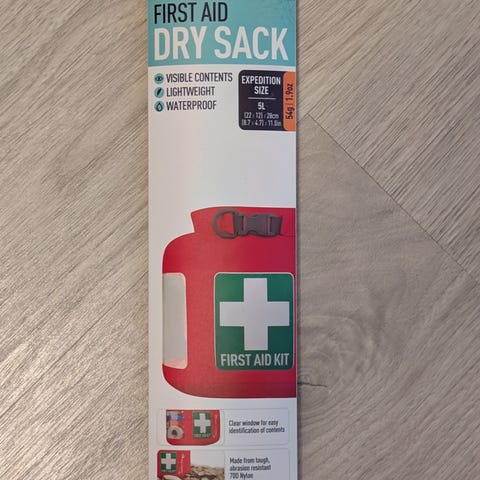 FIRST AID
DRY SACK
VISIBLE CONTENTS
LIGHTWEIGHT
WATERPROOF
EXPEDITION
SIZE
5L
(22 x 12) x 28cm
(8.7 x 4.7) x 11.0in
54g | 1.9oz
FIRST AID KIT
Clear window for easy
identification of contents
Made from tough,
abrasion resistant
70D Nylon